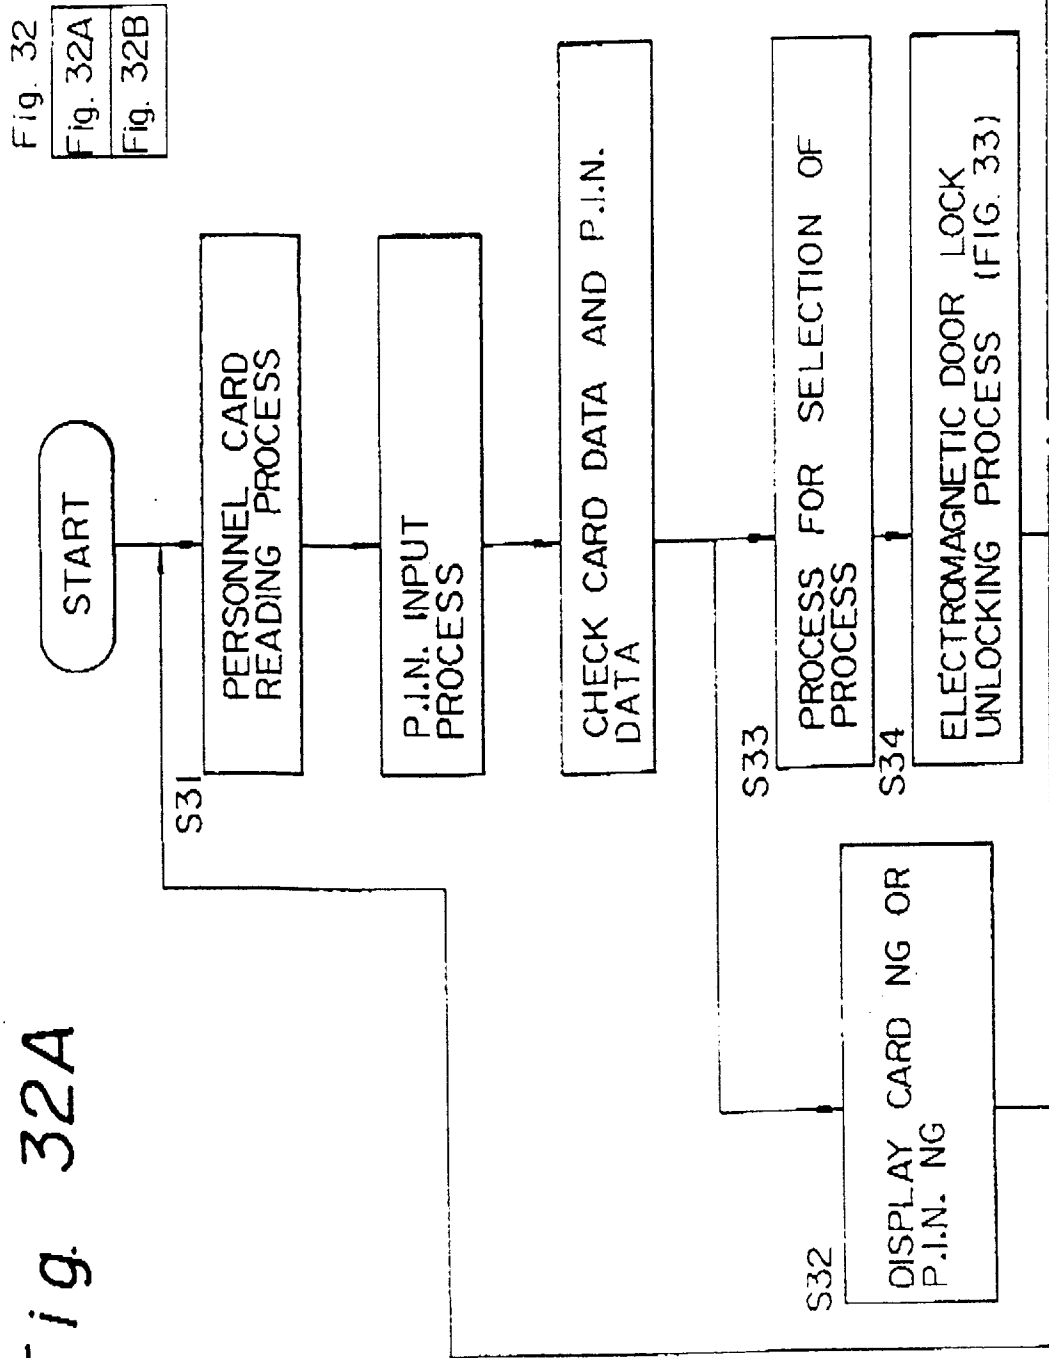 Fig. 32A
Fig. 32
Fig. 32A
Fig. 32B
START
S31
PERSONNEL CARD
READING PROCESS
P.I.N. INPUT
PROCESS
CHECK CARD DATA AND P.I.N.
DATA
S33
PROCESS FOR SELECTION OF
PROCESS
S34
ELECTROMAGNETIC DOOR LOCK
UNLOCKING PROCESS (FIG. 33)
S32
DISPLAY CARD NG OR
P.I.N. NG